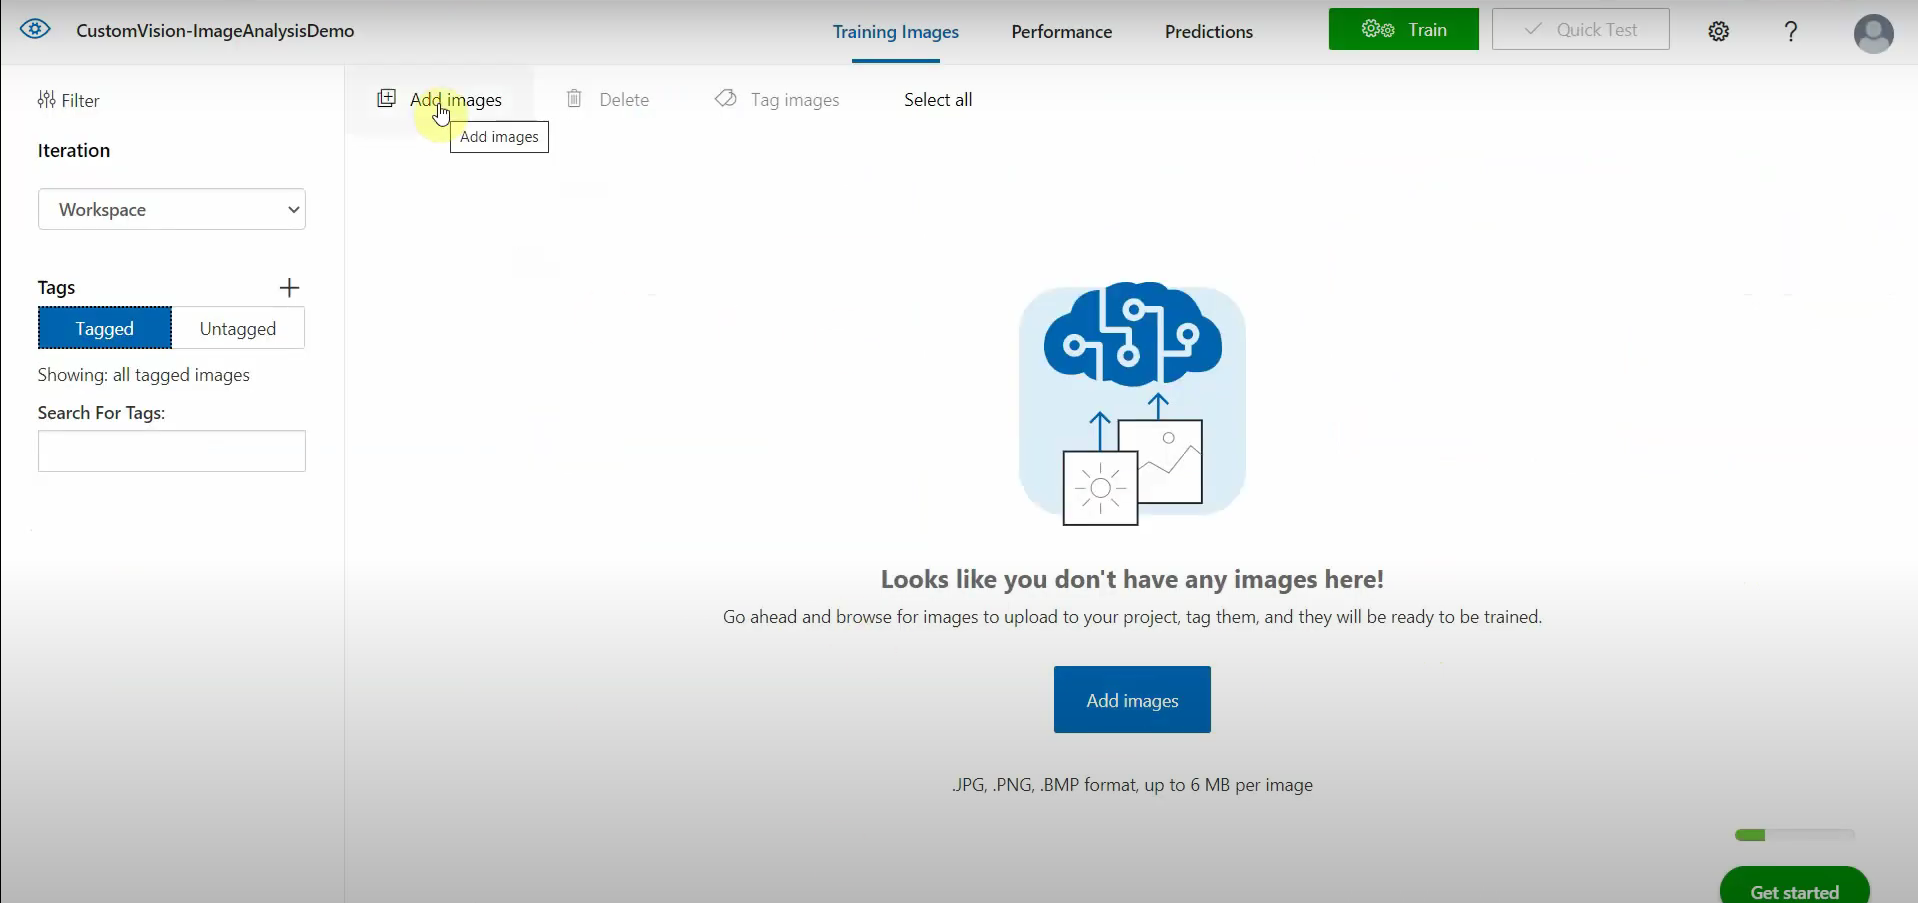 CustomVision-ImageAnalysisDemo
Training Images
Performance
Predictions
Train
Quick Test
?
Filter
Add images
Delete
Tag images
Select all
Add images
Iteration
Workspace
Tags
+
Tagged
Untagged
Showing: all tagged images
Search For Tags:
Looks like you don't have any images here!
Go ahead and browse for images to upload to your project, tag them, and they will be ready to be trained.
Add images
.JPG, .PNG, .BMP format, up to 6 MB per image
Get started